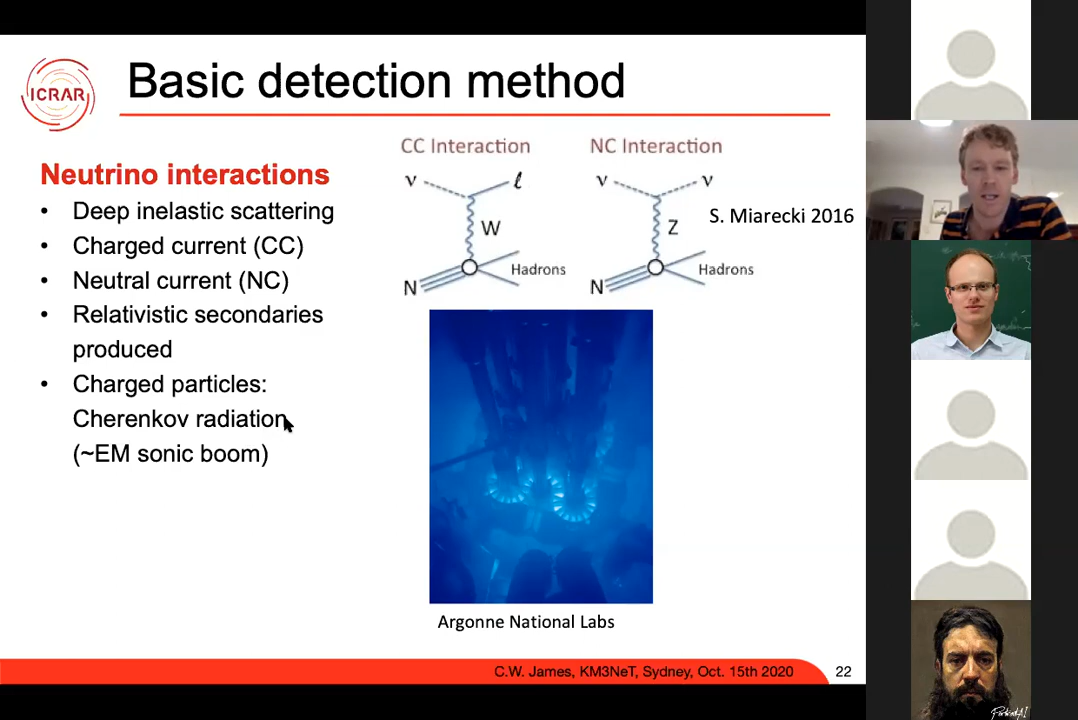 ICRAR
Basic detection method
Neutrino interactions
• Deep inelastic scattering
• Charged current (CC)
• Neutral current (NC)
• Relativistic secondaries
produced
• Charged particles:
Cherenkov radiation
(~EM sonic boom)
CC Interaction
ν
ℓ
W
N
Hadrons
NC Interaction
ν
ν
Z
N
Hadrons
S. Miarecki 2016
Argonne National Labs
C.W. James, KM3NeT, Sydney, Oct. 15th 2020
22